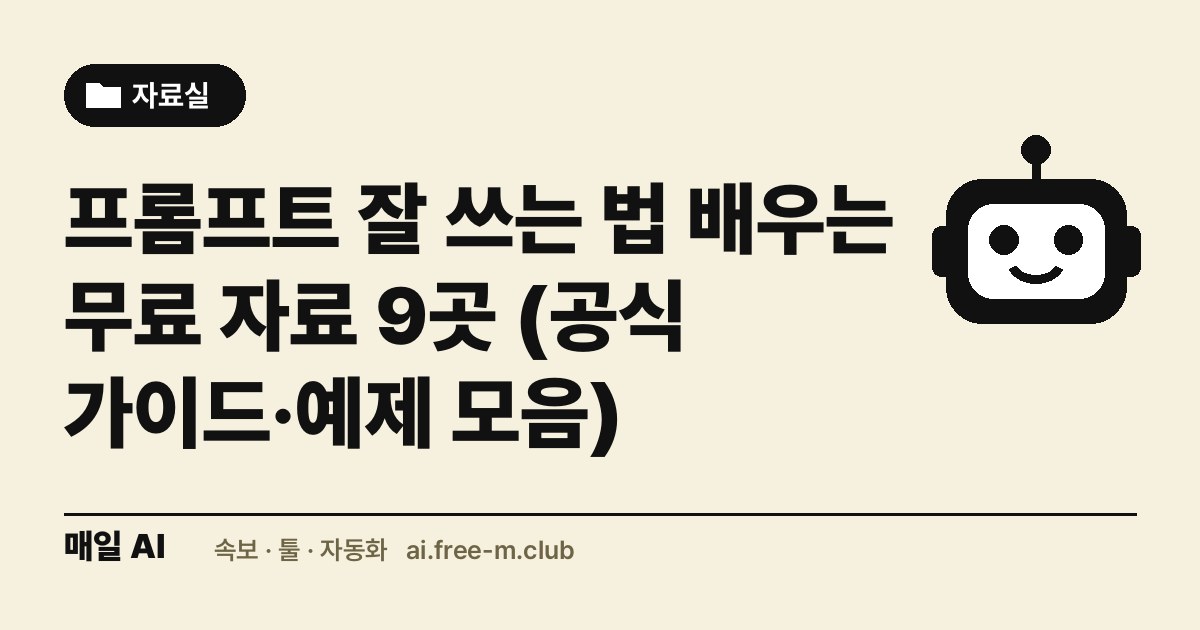 자료실
프롬프트 잘 쓰는 법 배우는
무료 자료 9곳 (공식
가이드·예제 모음)
매일 AI 속보 · 툴 · 자동화 ai.free-m.club